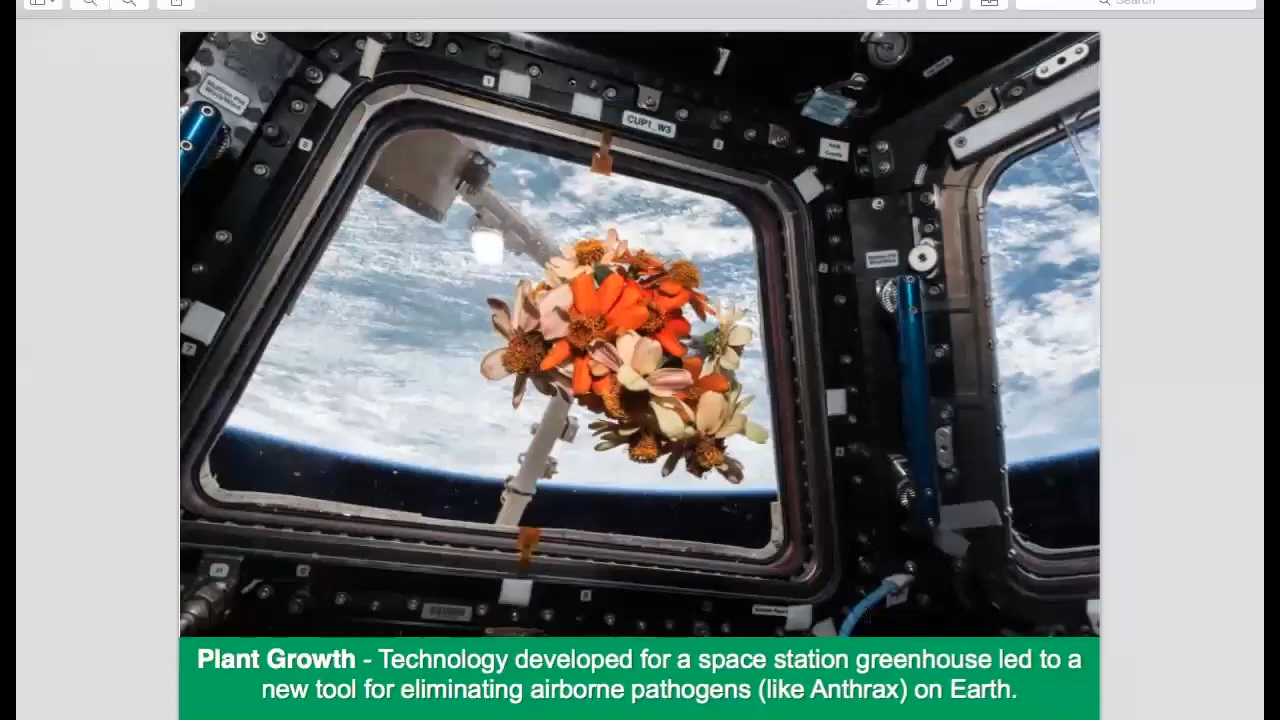 Search
CUP1_W3
Plant Growth - Technology developed for a space station greenhouse led to a
new tool for eliminating airborne pathogens (like Anthrax) on Earth.